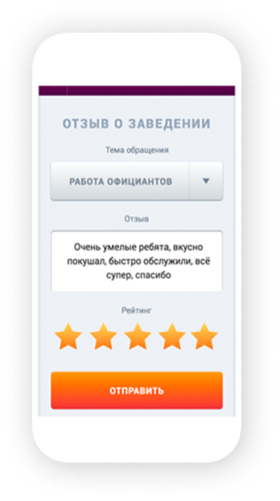 ОТЗЫВ О ЗАВЕДЕНИИ
Тема обращения
РАБОТА ОФИЦИАНТОВ
Отзыв
Очень умелые ребята, вкусно
покушал, быстро обслужили, всё
супер, спасибо
Рейтинг
ОТПРАВИТЬ